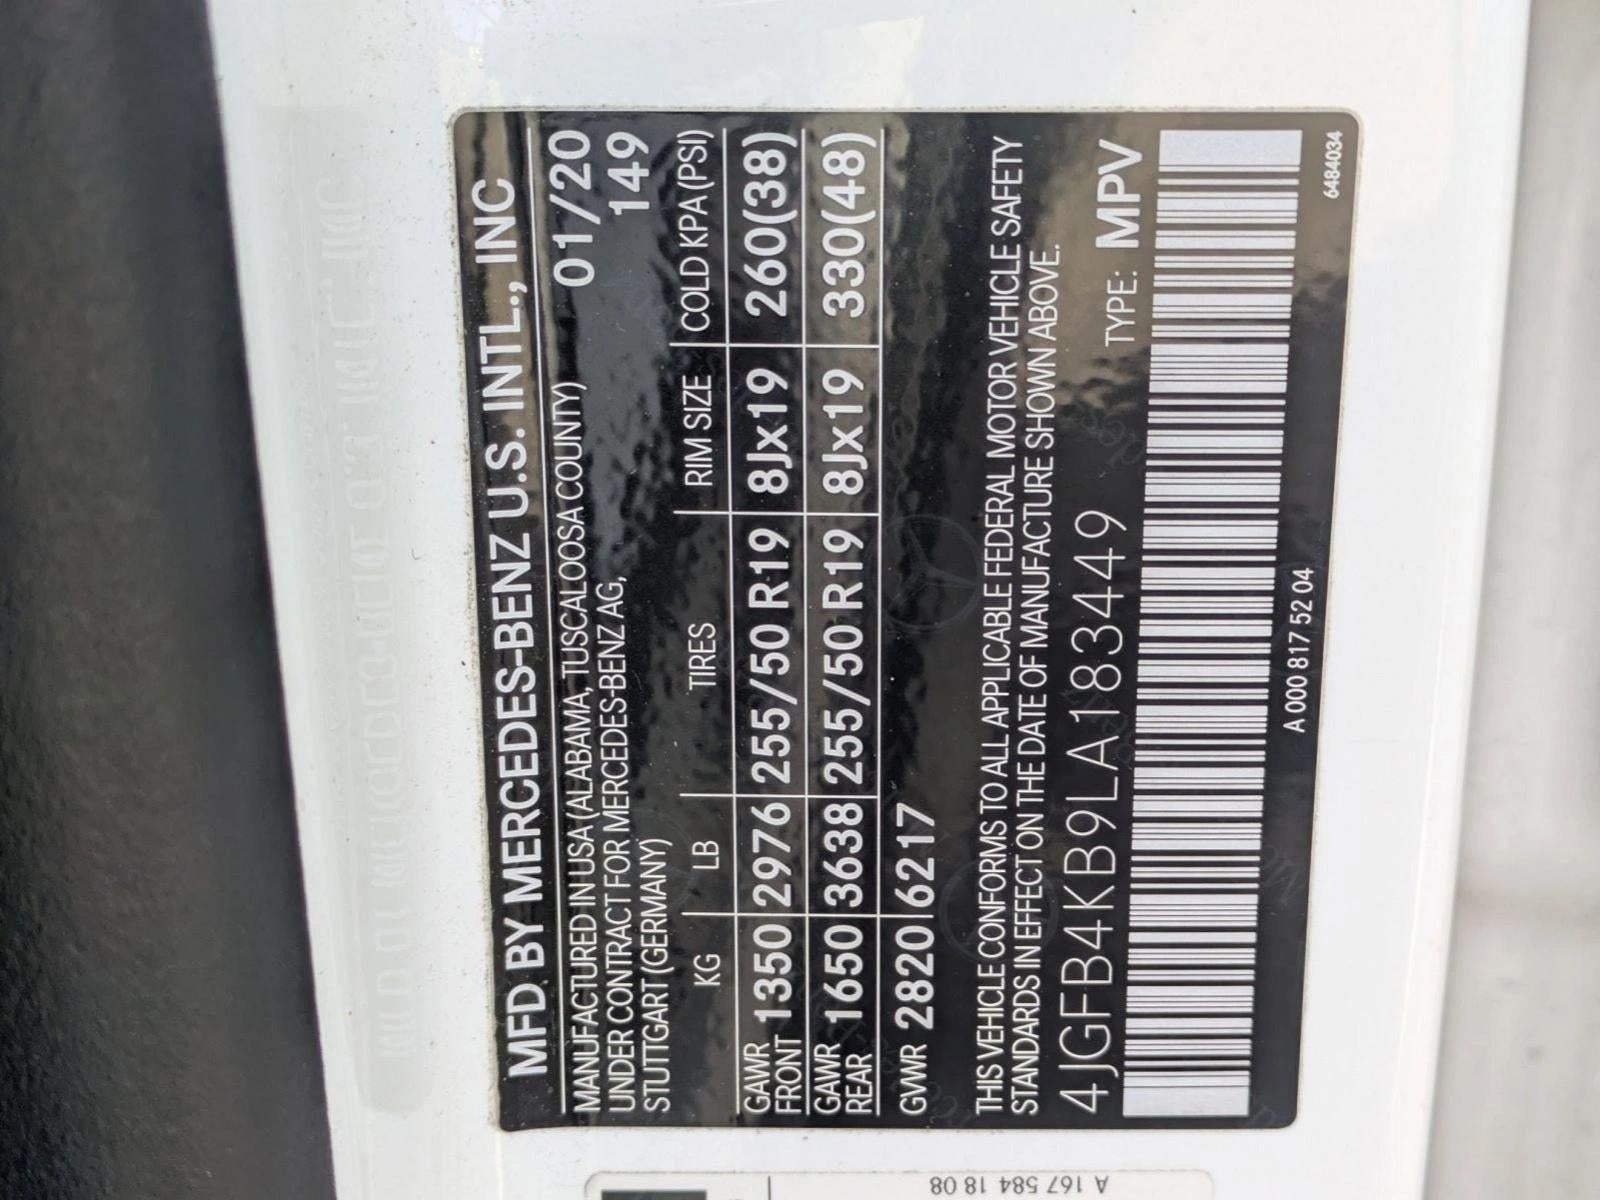 MFD BY MERCEDES-BENZ U.S. INTL., INC
MANUFACTURED IN USA (ALABAMA, TUSCALOOSA COUNTY) 01/20
UNDER CONTRACT FOR MERCEDES-BENZ AG, 149
STUTTGART (GERMANY)
KG LB TIRES RIM SIZE COLD KPA (PSI)
GAWR FRONT 1350 2976 255/50 R19 8Jx19 260(38)
GAWR REAR 1650 3638 255/50 R19 8Jx19 330(48)
GVWR 2820 6217
THIS VEHICLE CONFORMS TO ALL APPLICABLE FEDERAL MOTOR VEHICLE SAFETY
STANDARDS IN EFFECT ON THE DATE OF MANUFACTURE SHOWN ABOVE.
4JGFB4KB9LA183449 TYPE: MPV
A 000 817 52 04
6484034
A 167 584 18 08